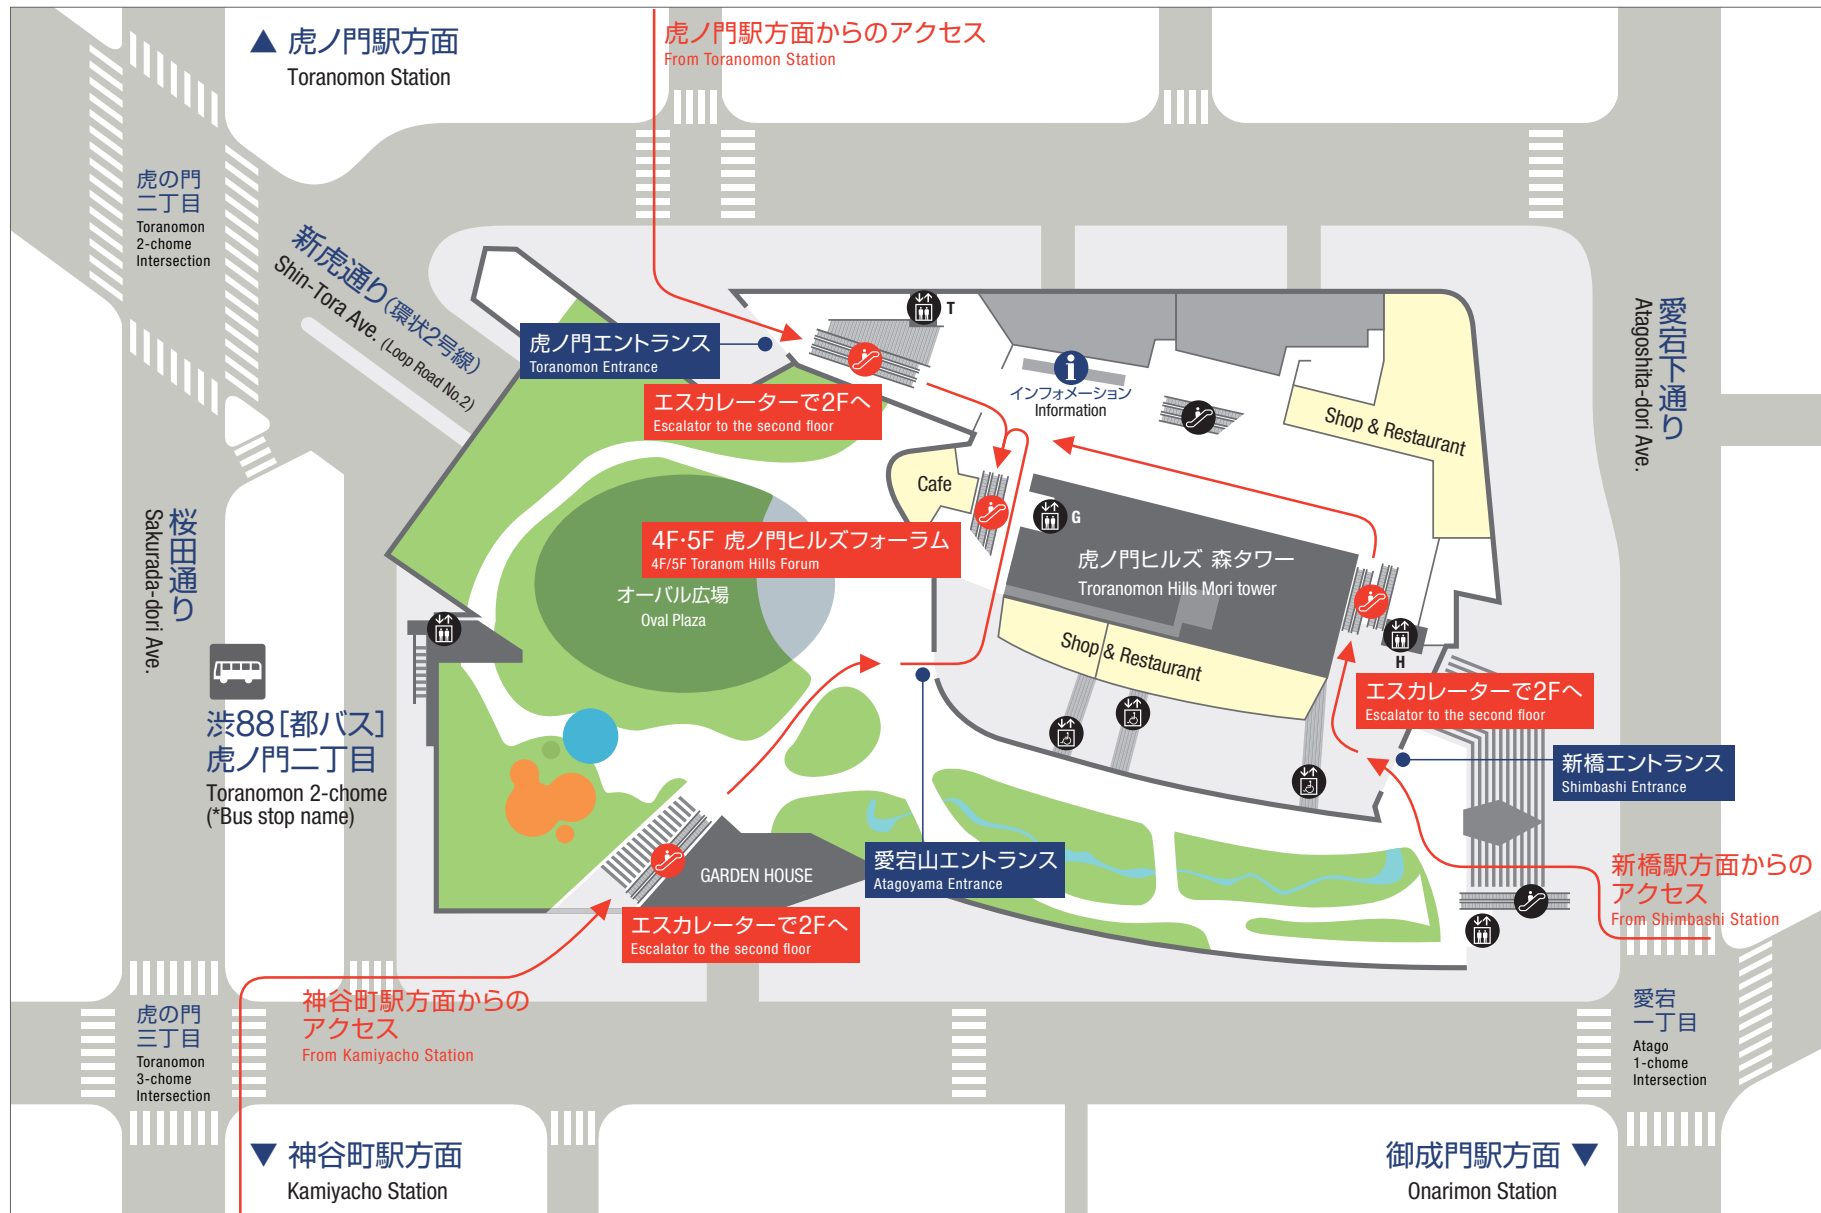 ▲ 虎ノ門駅方面
Toranomon Station
虎ノ門駅方面からのアクセス
From Toranomon Station
虎の門
二丁目
Toranomon
2-chome
Intersection
新虎通り(環状2号線)
Shin-Tora Ave. (Loop Road No.2)
虎ノ門エントランス
Toranomon Entrance
T
エスカレーターで2Fへ
Escalator to the second floor
i
インフォメーション
Information
Shop & Restaurant
愛宕下通り
Atagoshita-dori Ave.
Cafe
G
4F・5F 虎ノ門ヒルズフォーラム
4F/5F Toranom Hills Forum
虎ノ門ヒルズ 森タワー
Troranomon Hills Mori tower
オーバル広場
Oval Plaza
桜田通り
Sakurada-dori Ave.
Shop & Restaurant
H
エスカレーターで2Fへ
Escalator to the second floor
渋88[都バス]
虎ノ門二丁目
Toranomon 2-chome
(*Bus stop name)
新橋エントランス
Shimbashi Entrance
GARDEN HOUSE
愛宕山エントランス
Atagoyama Entrance
新橋駅方面からの
アクセス
From Shimbashi Station
エスカレーターで2Fへ
Escalator to the second floor
神谷町駅方面からの
アクセス
From Kamiyacho Station
虎の門
三丁目
Toranomon
3-chome
Intersection
愛宕
一丁目
Atago
1-chome
Intersection
▼ 神谷町駅方面
Kamiyacho Station
御成門駅方面 ▼
Onarimon Station